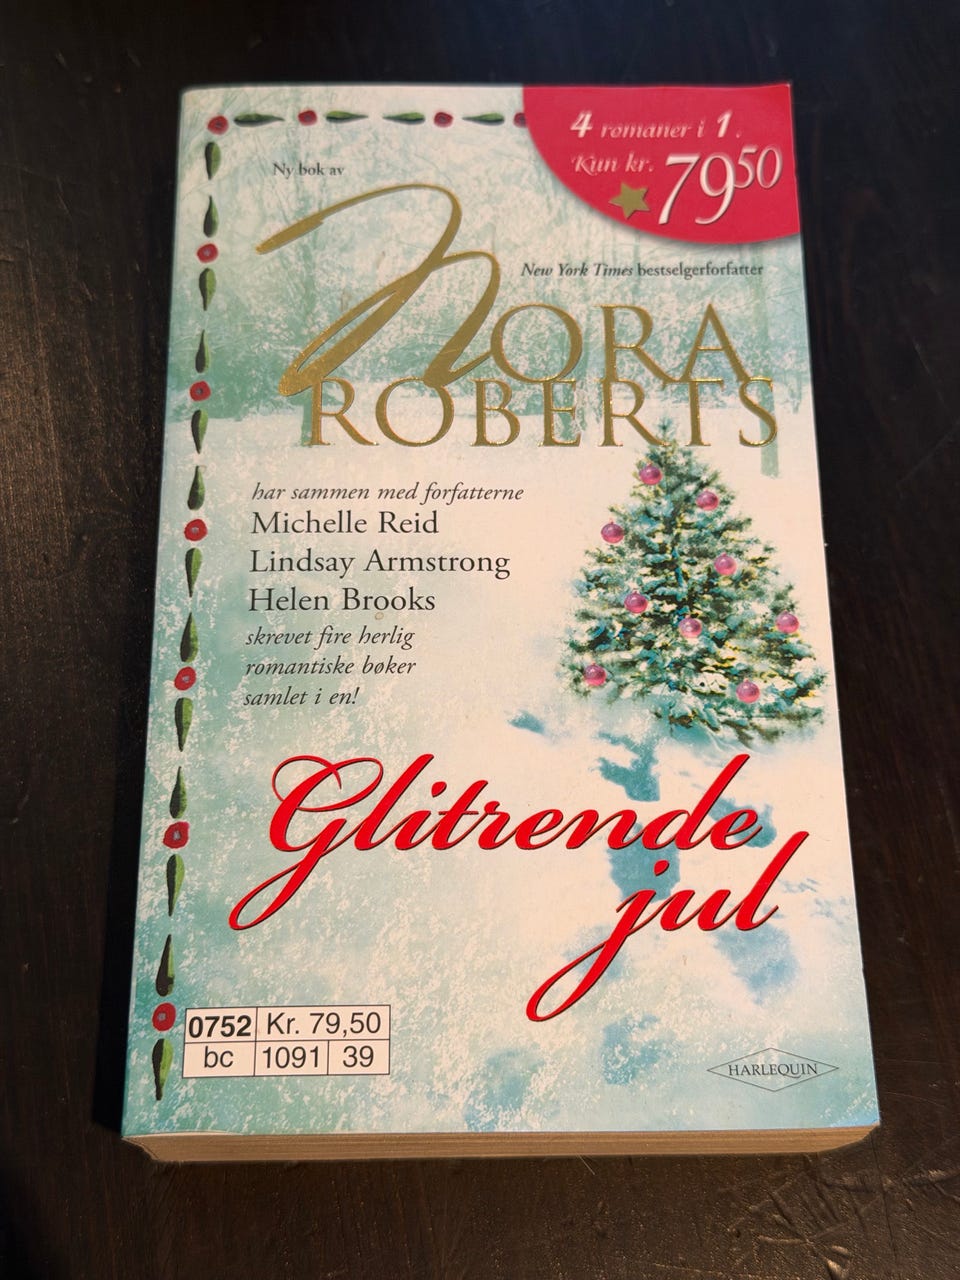 4 romaner i 1.
Kun kr. 79 50
Ny bok av
New York Times bestselgerforfatter
NORA
ROBERTS
har sammen med forfatterne
Michelle Reid
Lindsay Armstrong
Helen Brooks
skrevet fire herlig
romantiske bøker
samlet i en!
Glitrende
jul
0752 Kr. 79,50
bc 1091 39
HARLEQUIN